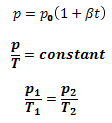 p = p₀(1 + βt)
p/T = constant
p₁/T₁ = p₂/T₂